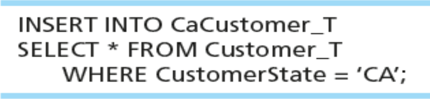 INSERT INTO CaCustomer_T
SELECT * FROM Customer_T
WHERE CustomerState = ‘CA’;